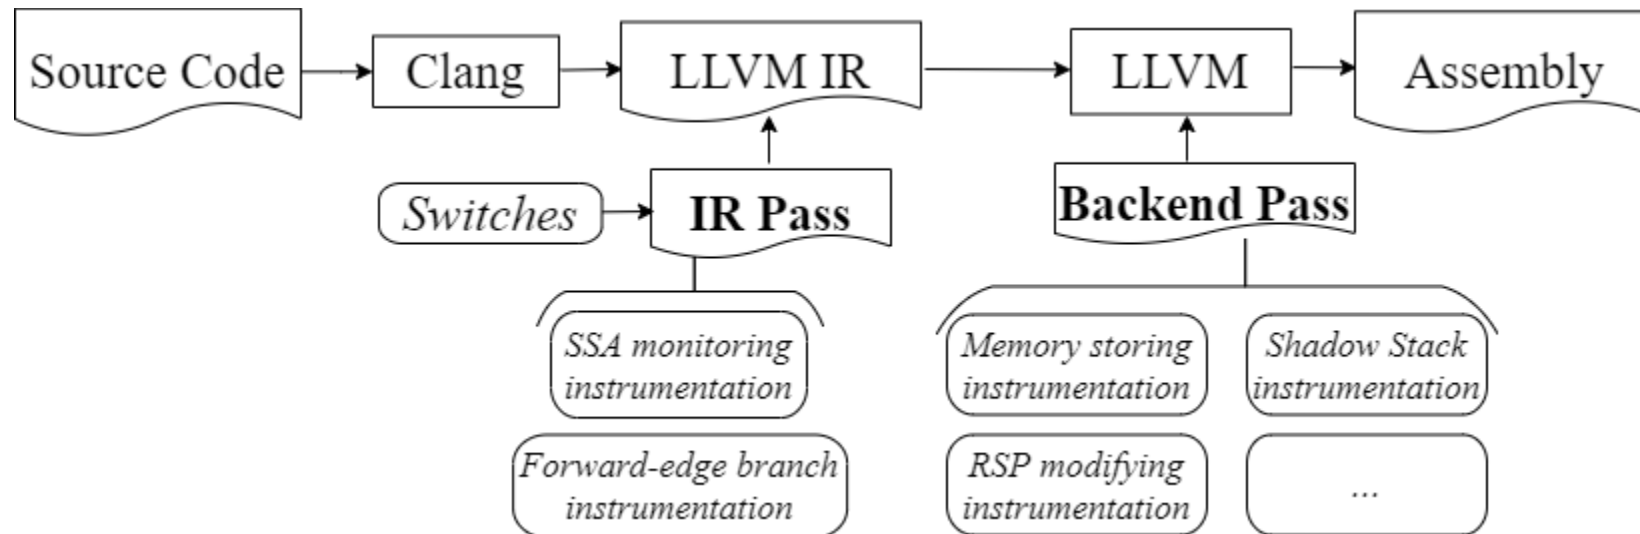 Source Code
Clang
LLVM IR
LLVM
Assembly
Switches
IR Pass
Backend Pass
SSA monitoring
instrumentation
Forward-edge branch
instrumentation
Memory storing
instrumentation
Shadow Stack
instrumentation
RSP modifying
instrumentation
...